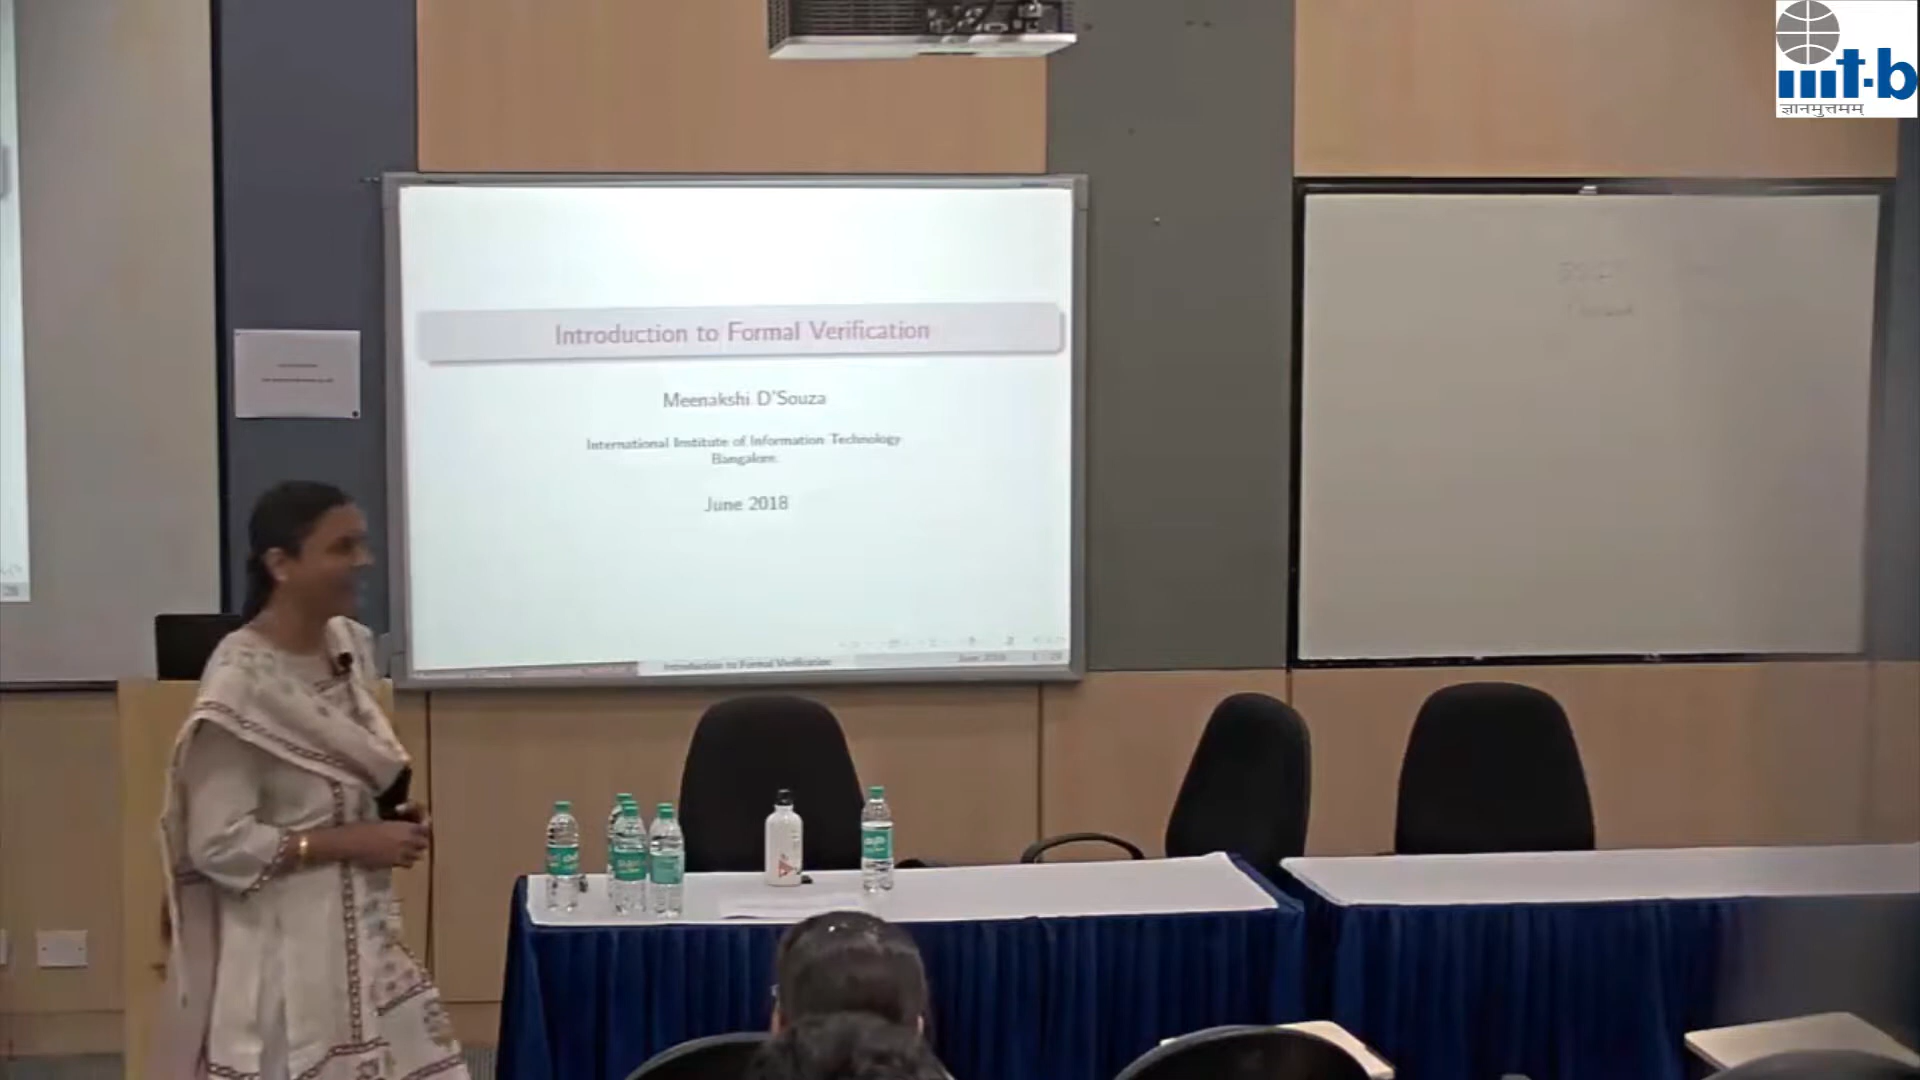 iiit-b
ज्ञानमुत्तमम्
Introduction to Formal Verification
Meenakshi D'Souza
International Institute of Information Technology
Bangalore
June 2018
Introduction to Formal Verification
June 2018